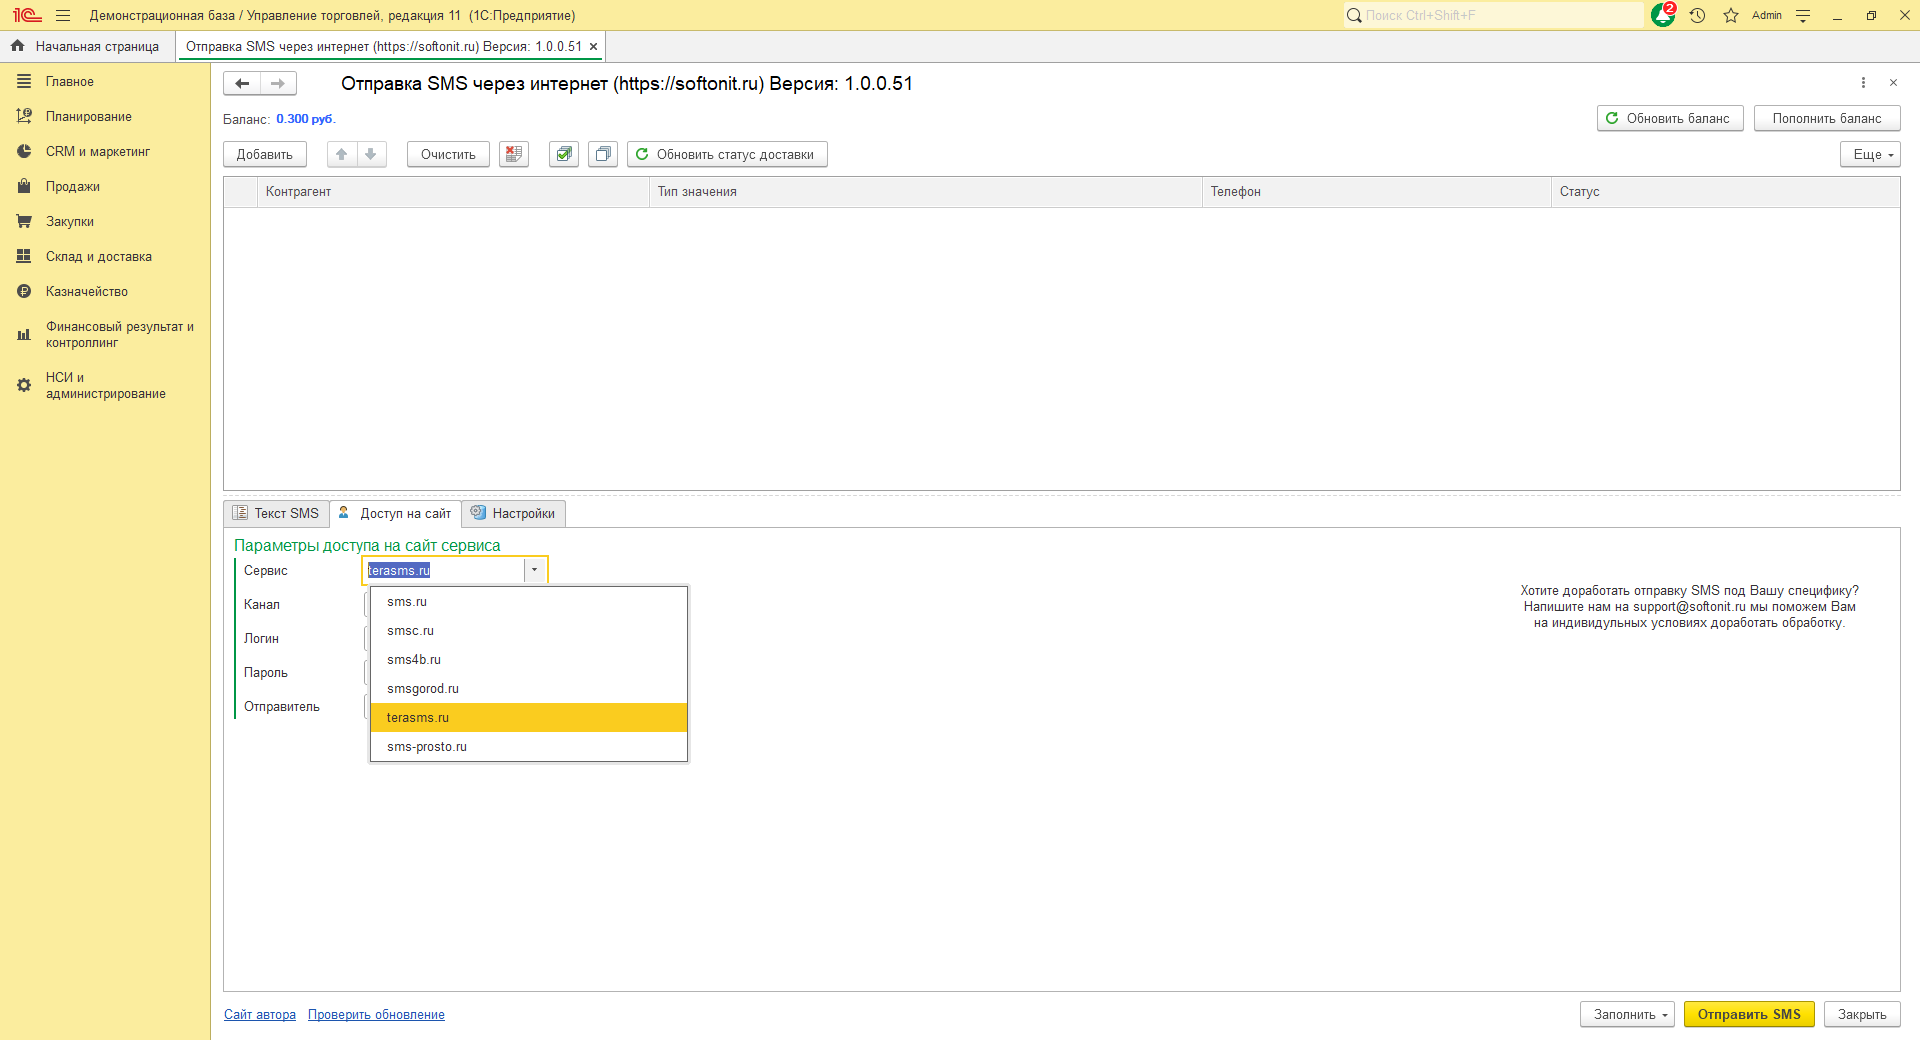 1С Демонстрационная база / Управление торговлей, редакция 11 (1С:Предприятие)
Поиск Ctrl+Shift+F
2
Admin
Начальная страница
Отправка SMS через интернет (https://softonit.ru) Версия: 1.0.0.51
Главное
Планирование
CRM и маркетинг
Продажи
Закупки
Склад и доставка
Казначейство
Финансовый результат и
контроллинг
НСИ и
администрирование
Отправка SMS через интернет (https://softonit.ru) Версия: 1.0.0.51
Баланс: 0.300 руб.
Обновить баланс
Пополнить баланс
Добавить
Очистить
Обновить статус доставки
Еще
Контрагент
Тип значения
Телефон
Статус
Текст SMS
Доступ на сайт
Настройки
Параметры доступа на сайт сервиса
Сервис
terasms.ru
Канал
Логин
Пароль
Отправитель
sms.ru
smsc.ru
sms4b.ru
smsgorod.ru
terasms.ru
sms-prosto.ru
Хотите доработать отправку SMS под Вашу специфику?
Напишите нам на support@softonit.ru мы поможем Вам
на индивидульных условиях доработать обработку.
Сайт автора
Проверить обновление
Заполнить
Отправить SMS
Закрыть